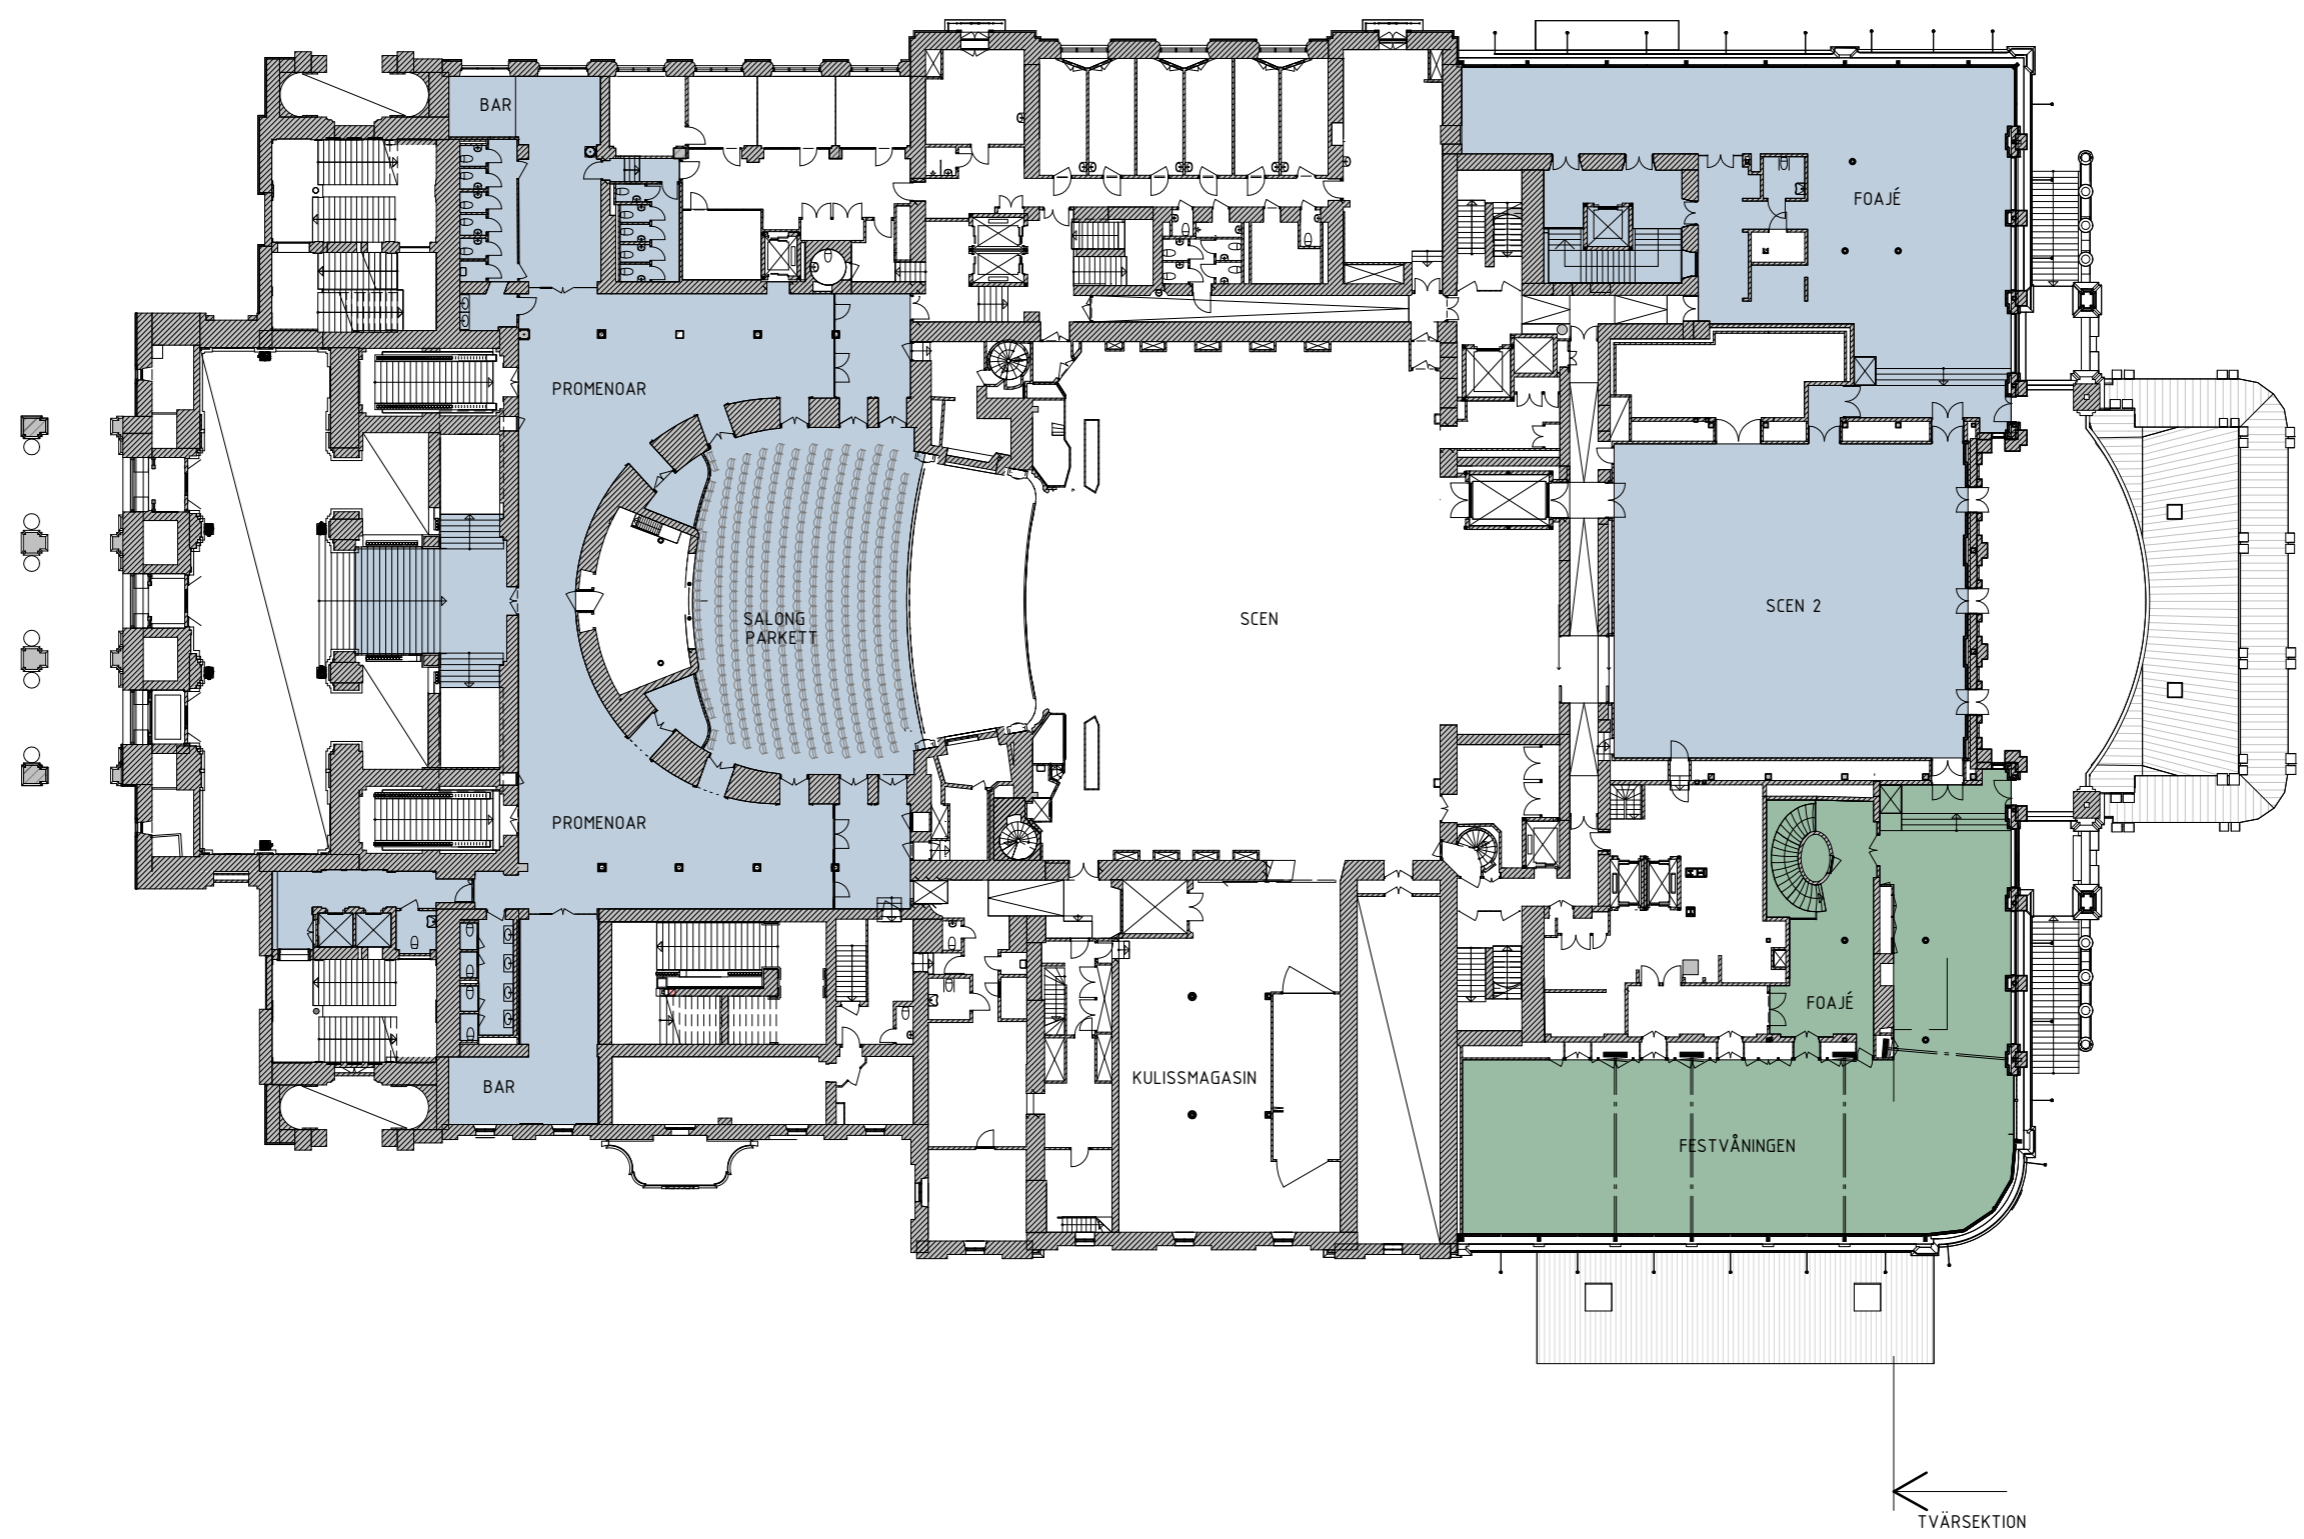 BAR
FOAJÉ
PROMENOAR
SALONG
PARKETT
SCEN
SCEN 2
PROMENOAR
FOAJÉ
KULISSMAGASIN
BAR
FESTVÅNINGEN
TVÄRSEKTION